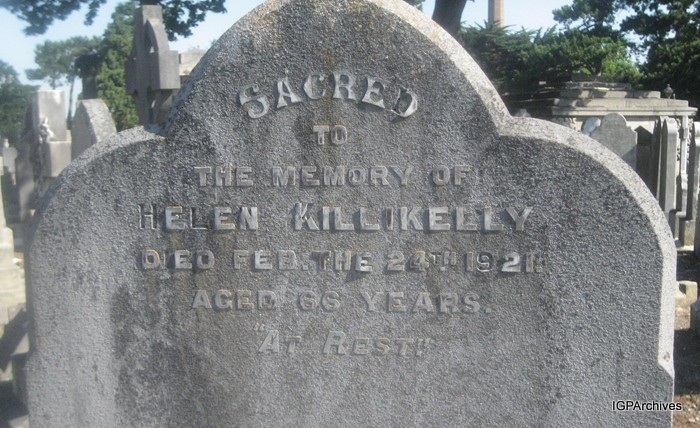 SACRED
TO
THE MEMORY OF
HELEN KILLIKELLY
DIED FEB. THE 24TH 1921.
AGED 66 YEARS.
"AT REST."
IGPArchives